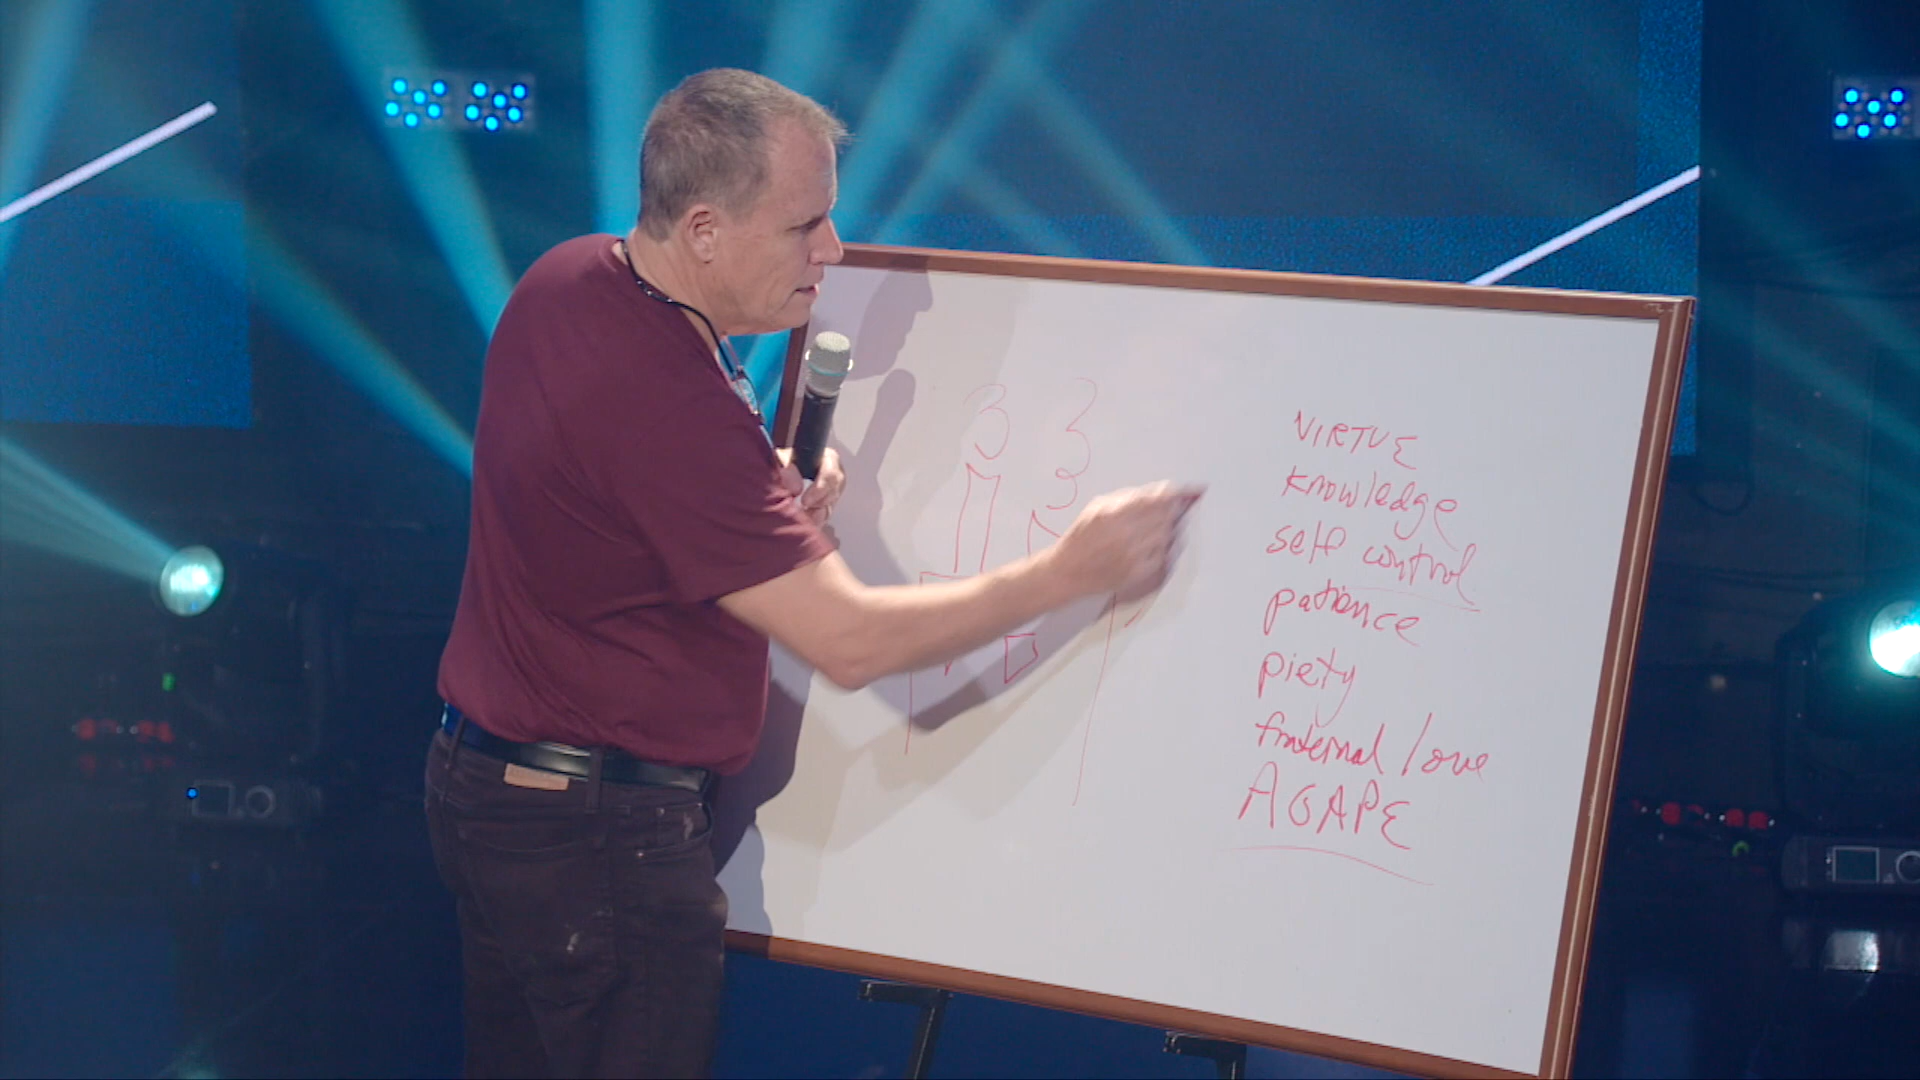 VIRTUE
knowledge
self control
patience
piety
fraternal love
AGAPE